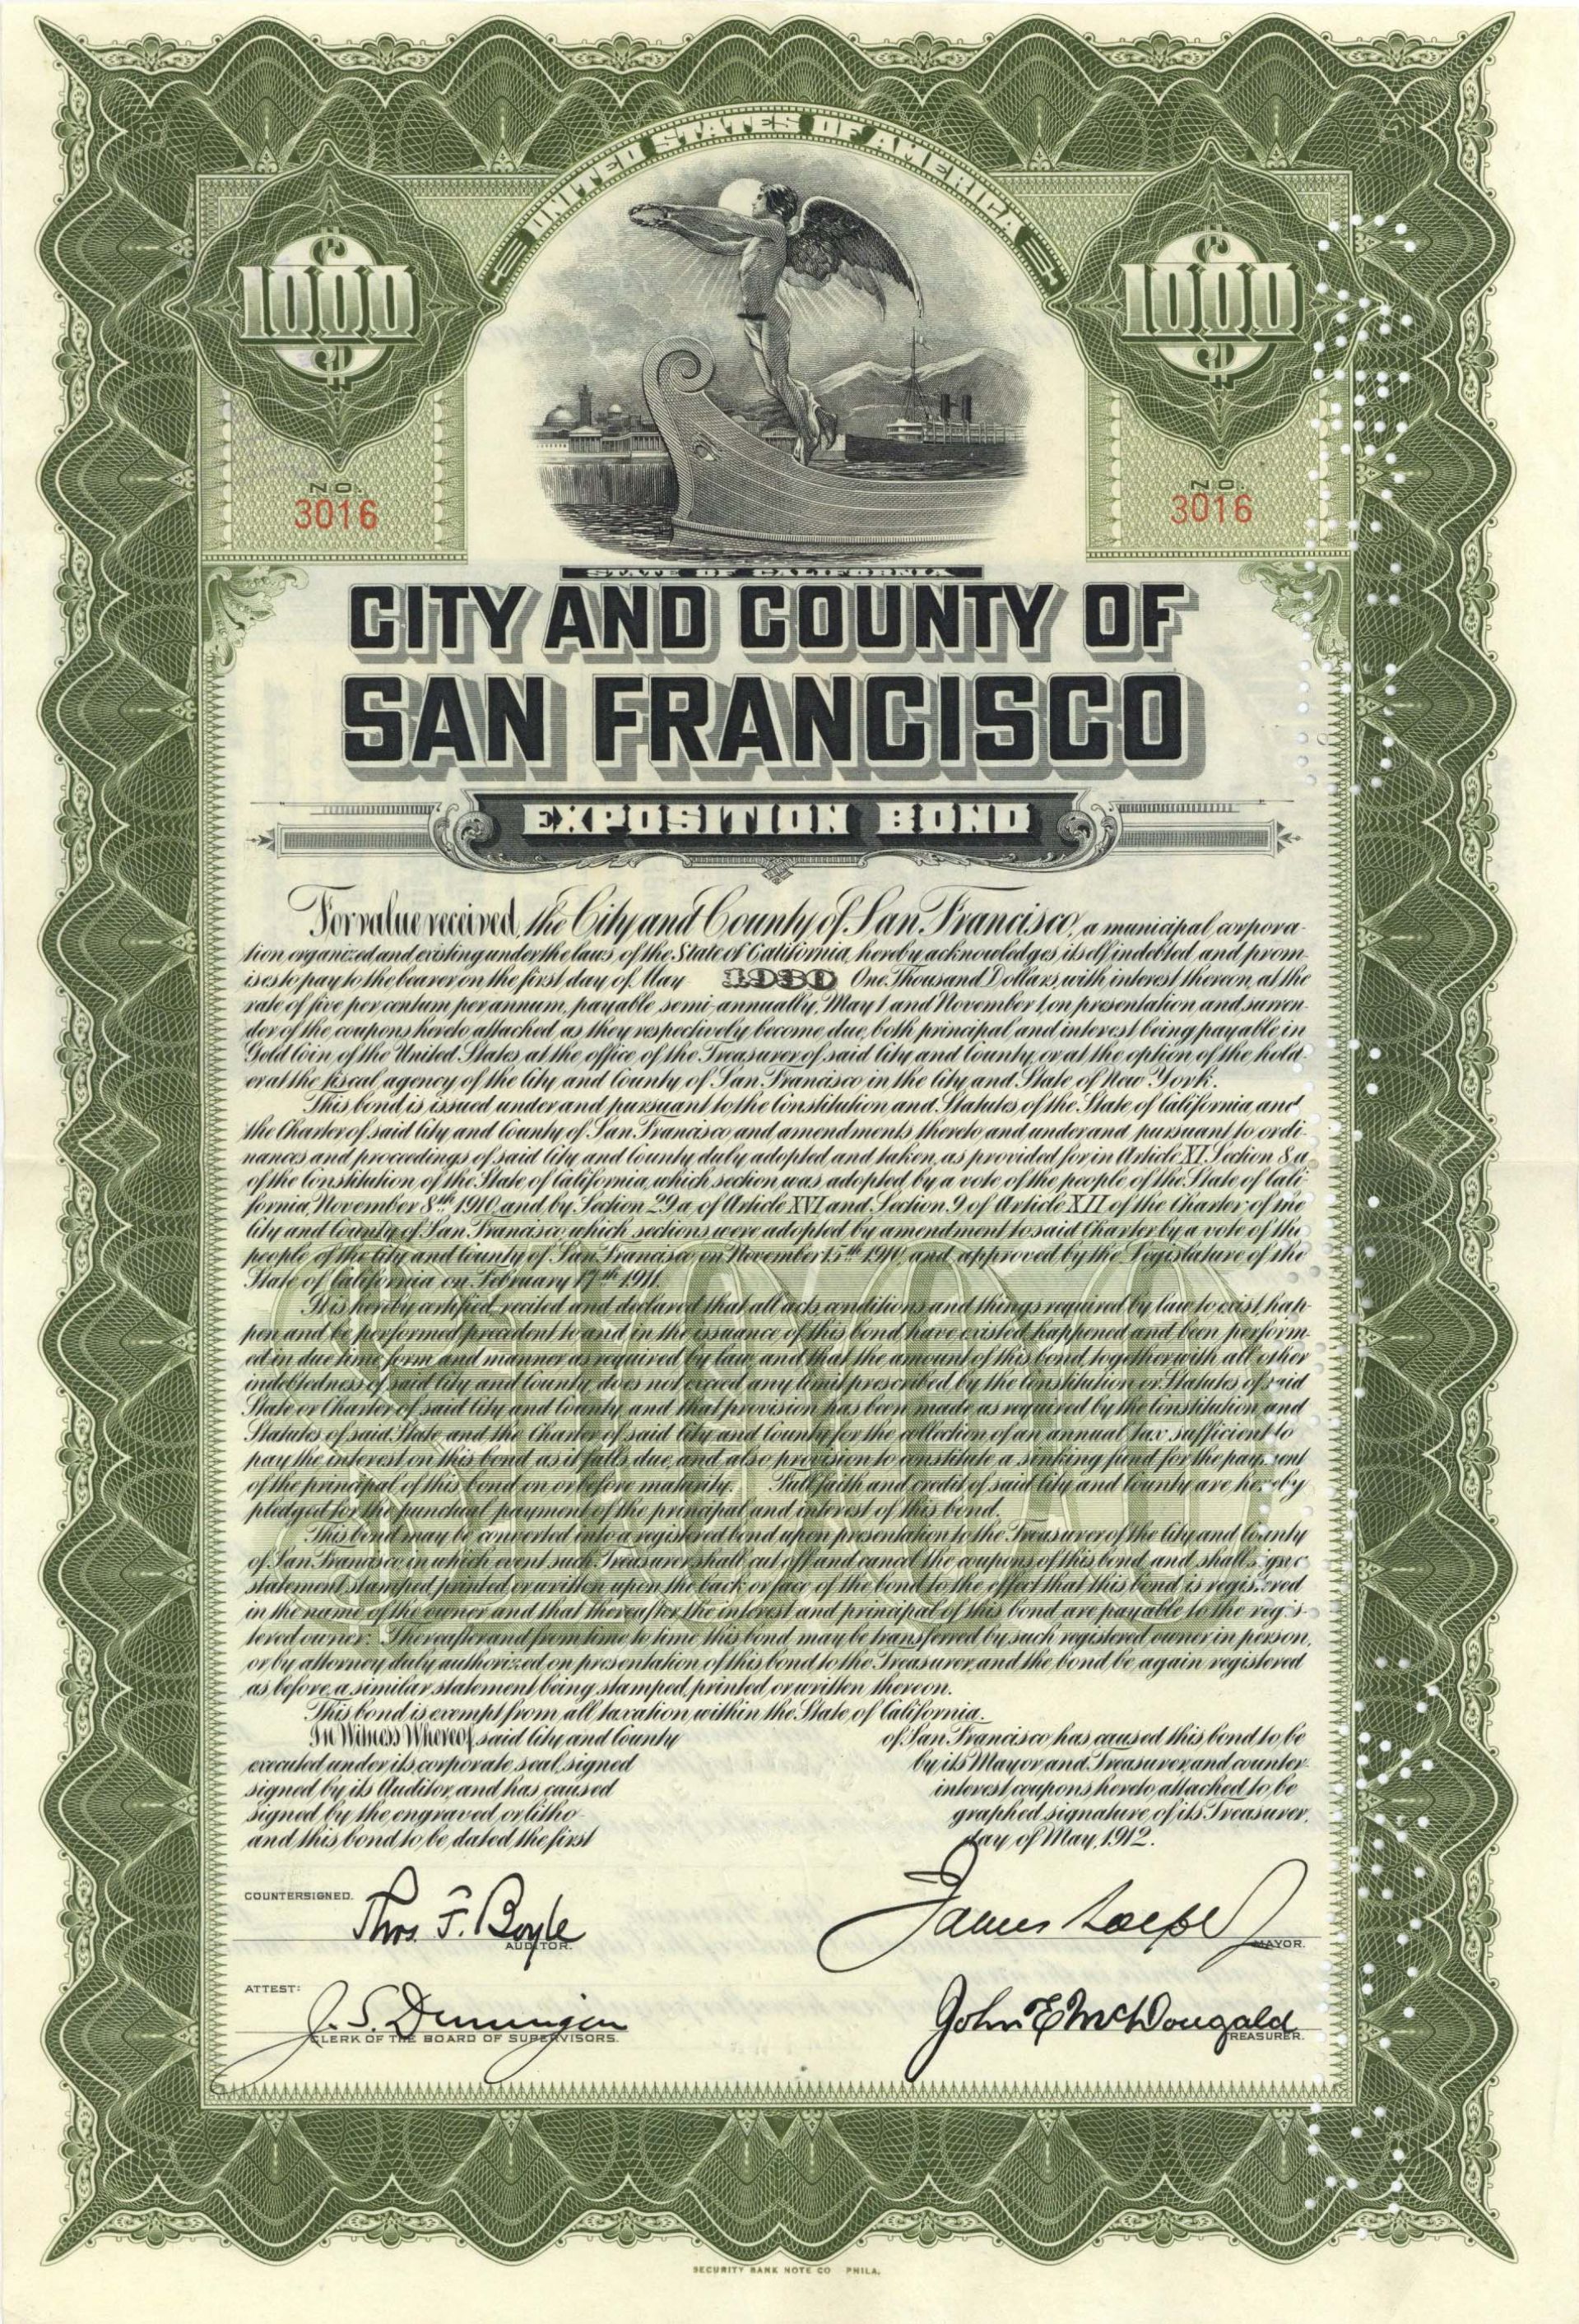 UNITED STATES OF AMERICA
$1000
$1000
NO.
3016
NO.
3016
STATE OF CALIFORNIA
CITY AND COUNTY OF
SAN FRANCISCO
EXPOSITION BOND
For value received, the City and County of San Francisco, a municipal corpora-
tion organized and existing under the laws of the State of California, hereby acknowledges itself indebted and prom-
ises to pay to the bearer on the first day of May 1930 One Thousand Dollars, with interest thereon, at the
rate of five per centum per annum, payable semi-annually, May 1 and November 1, on presentation and surren-
der of the coupons hereto attached as they respectively become due, both principal and interest being payable in
Gold Coin of the United States at the office of the Treasurer of said City and County, or at the option of the hold-
er at the fiscal agency of the City and County of San Francisco in the City and State of New York.
This bond is issued under and pursuant to the Constitution and Statutes of the State of California, and
the Charter of said City and County of San Francisco and amendments thereto and under and pursuant to ordi-
nances and proceedings of said City and County duly adopted and taken, as provided for in Article XI, Section 8 a
of the Constitution of the State of California, which section was adopted by a vote of the people of the State of Cali-
fornia, November 8th 1910, and by Section 29 a, of Article XVI and Section 9 of Article XII of the Charter of the
City and County of San Francisco which sections were adopted by amendment to said Charter by a vote of the
people of the City and County of San Francisco on November 15th 1910, and approved by the Legislature of the
State of California on February 17th 1911.
It is hereby certified, recited and declared that all acts, conditions and things required by law to exist, hap-
pen and be performed precedent to and in the issuance of this bond have existed, happened and been perform-
ed in due time, form and manner as required by law, and that the amount of this bond, together with all other
indebtedness of said City and County, does not exceed any limit prescribed by the Constitution or Statutes of said
State or Charter of said City and County, and that provision has been made as required by the Constitution, and
Statutes of said State and the Charter of said City and County for the collection of an annual tax sufficient to
pay the interest on this bond as it falls due, and also provision to constitute a sinking fund for the payment
of the principal of this bond on or before maturity. Full faith and credit of said City and County are hereby
pledged for the punctual payment of the principal and interest of this bond.
This bond may be converted into a registered bond upon presentation to the Treasurer of the City and County
of San Francisco, in which event such Treasurer shall cut off and cancel the coupons of this bond, and shall sign a
statement stamped, printed or written upon the back or face of the bond to the effect that this bond is registered
in the name of the owner and that thereafter the interest and principal of this bond are payable to the regis-
tered owner. Thereafter and from time to time this bond may be transferred by such registered owner in person,
or by attorney duly authorized on presentation of this bond to the Treasurer, and the bond be again registered
as before, a similar statement being stamped, printed, or written thereon.
This bond is exempt from all taxation within the State of California.
In Witness Whereof, said City and County of San Francisco has caused this bond to be
executed under its corporate seal, signed by its Mayor and Treasurer, and counter-
signed by its Auditor, and has caused interest coupons hereto attached to be
signed by the engraved or litho- graphed signature of its Treasurer,
and this bond to be dated the first day of May, 1912.
COUNTERSIGNED.
Thos. F. Boyle
AUDITOR.
James Rolph Jr
MAYOR.
ATTEST:
J. S. Dunnigan
CLERK OF THE BOARD OF SUPERVISORS.
John E McDougald
TREASURER.
SECURITY BANK NOTE CO PHILA.